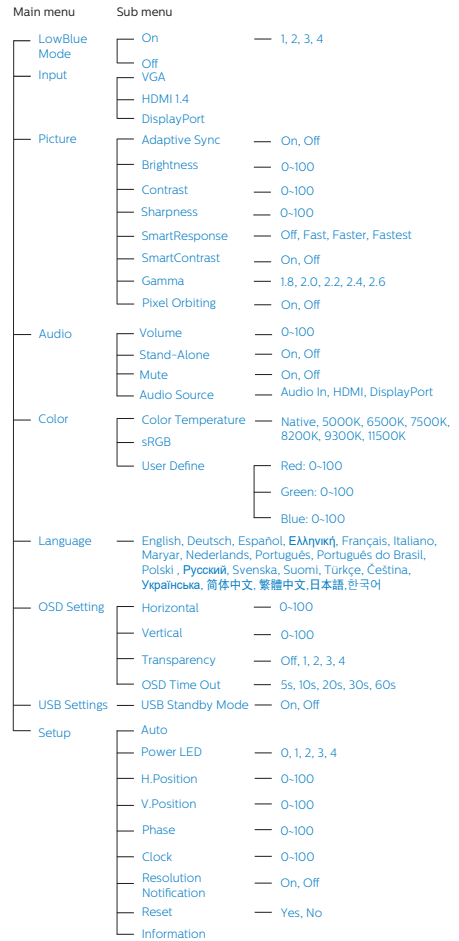 Main menu Sub menu
LowBlue Mode On 1, 2, 3, 4
Off
Input VGA
HDMI 1.4
DisplayPort
Picture Adaptive Sync On, Off
Brightness 0~100
Contrast 0~100
Sharpness 0~100
SmartResponse Off, Fast, Faster, Fastest
SmartContrast On, Off
Gamma 1.8, 2.0, 2.2, 2.4, 2.6
Pixel Orbiting On, Off
Audio Volume 0~100
Stand-Alone On, Off
Mute On, Off
Audio Source Audio In, HDMI, DisplayPort
Color Color Temperature Native, 5000K, 6500K, 7500K,
8200K, 9300K, 11500K
sRGB
User Define Red: 0~100
Green: 0~100
Blue: 0~100
Language English, Deutsch, Español, Ελληνική, Français, Italiano,
Maryar, Nederlands, Português, Português do Brasil,
Polski , Русский, Svenska, Suomi, Türkçe, Čeština,
Українська, 简体中文, 繁體中文,日本語,한국어
OSD Setting Horizontal 0~100
Vertical 0~100
Transparency Off, 1, 2, 3, 4
OSD Time Out 5s, 10s, 20s, 30s, 60s
USB Settings USB Standby Mode On, Off
Setup Auto
Power LED 0, 1, 2, 3, 4
H.Position 0~100
V.Position 0~100
Phase 0~100
Clock 0~100
Resolution
Notification On, Off
Reset Yes, No
Information